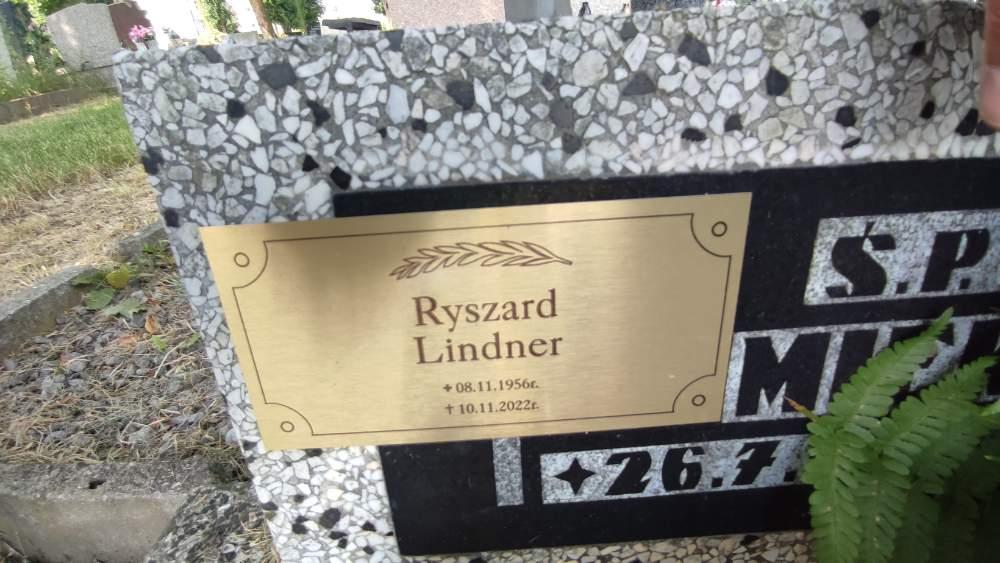 Ryszard
Lindner
08.11.1956r.
† 10.11.2022r.
Ś.P.
26.7.